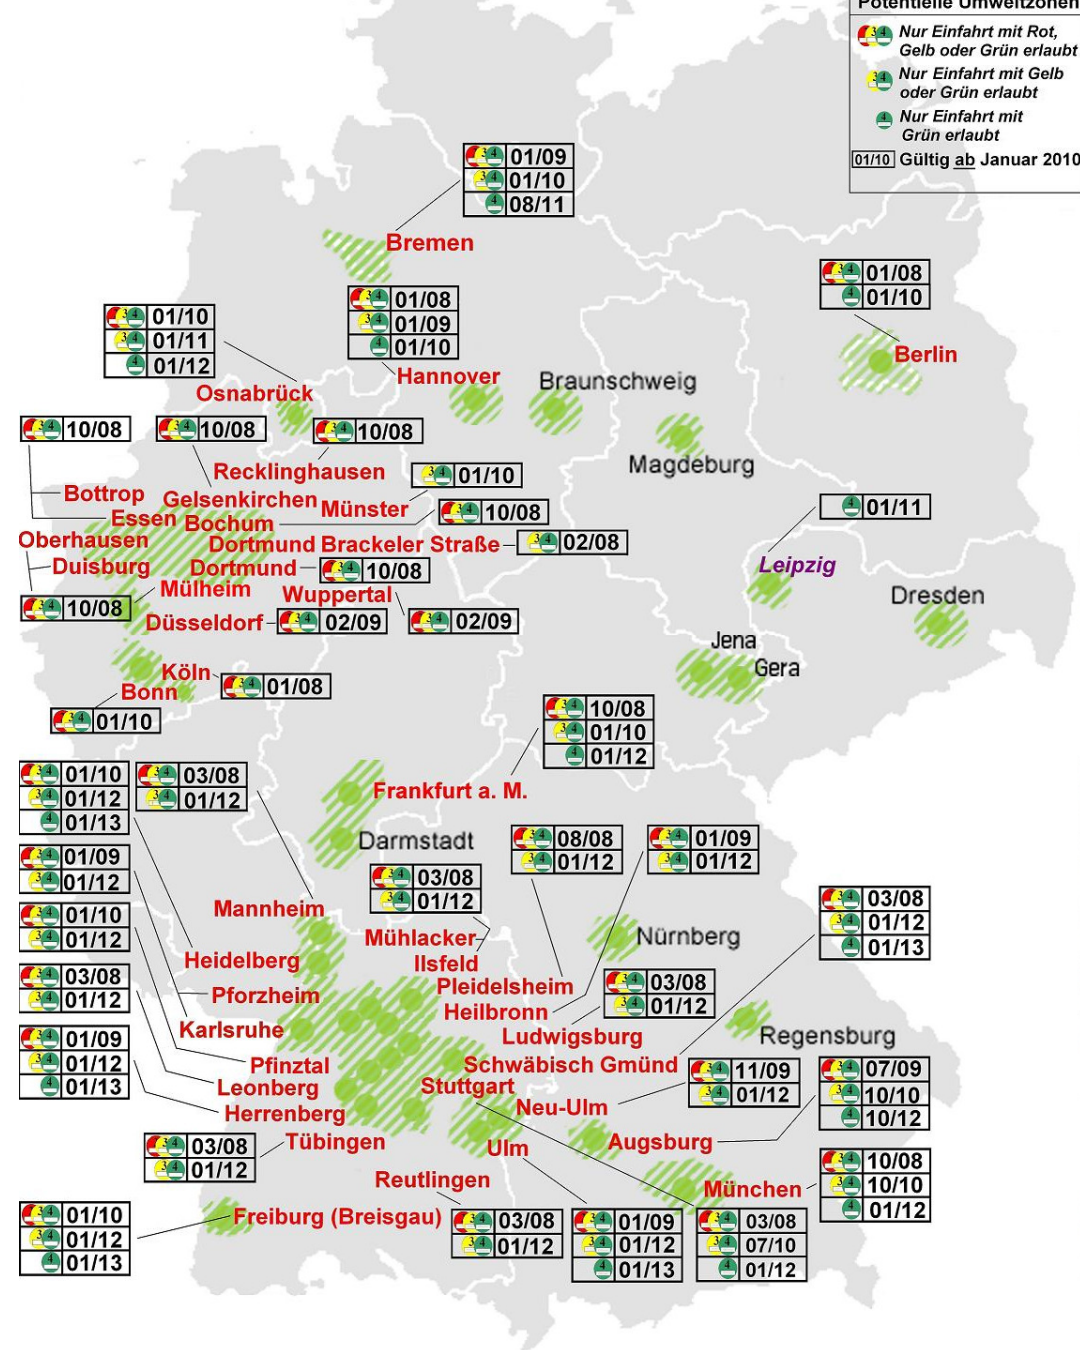 Potentielle Umweltzonen
Nur Einfahrt mit Rot,
Gelb oder Grün erlaubt
Nur Einfahrt mit Gelb
oder Grün erlaubt
Nur Einfahrt mit
Grün erlaubt
01/10 Gültig ab Januar 2010
01/09
01/10
08/11
Bremen
01/08
01/10
Berlin
01/08
01/09
01/10
Hannover
01/10
01/11
01/12
Osnabrück
Braunschweig
Magdeburg
10/08
10/08
10/08
Recklinghausen
01/10
Bottrop
Gelsenkirchen
Münster
10/08
01/11
Essen
Bochum
Oberhausen
Dortmund Brackeler Straße
02/08
Leipzig
Duisburg
Dortmund
10/08
Mülheim
Wuppertal
Dresden
10/08
Düsseldorf
02/09
02/09
Jena
Gera
Köln
01/08
Bonn
01/10
10/08
01/10
01/12
Frankfurt a. M.
Darmstadt
01/10
01/12
01/13
03/08
01/12
01/09
01/12
03/08
01/12
08/08
01/12
01/09
01/12
01/10
01/12
Mannheim
Mühlacker
Nürnberg
03/08
01/12
01/13
Heidelberg
Ilsfeld
03/08
01/12
Pforzheim
Pleidelsheim
03/08
01/12
Heilbronn
Karlsruhe
Ludwigsburg
Regensburg
01/09
01/12
01/13
Pfinztal
Schwäbisch Gmünd
Leonberg
Stuttgart
11/09
01/12
07/09
10/10
10/12
Herrenberg
Neu-Ulm
03/08
01/12
Tübingen
Ulm
Augsburg
Reutlingen
München
10/08
10/10
01/12
01/10
01/12
01/13
Freiburg (Breisgau)
03/08
01/12
01/09
01/12
01/13
03/08
07/10
01/12